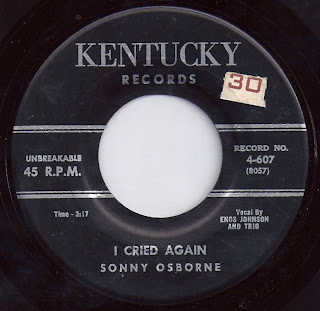 KENTUCKY
RECORDS
30
UNBREAKABLE
45 R.P.M.
RECORD NO.
4-607
(8057)
Time - 3:17
Vocal By
ENOS JOHNSON
AND TRIO
I CRIED AGAIN
SONNY OSBORNE